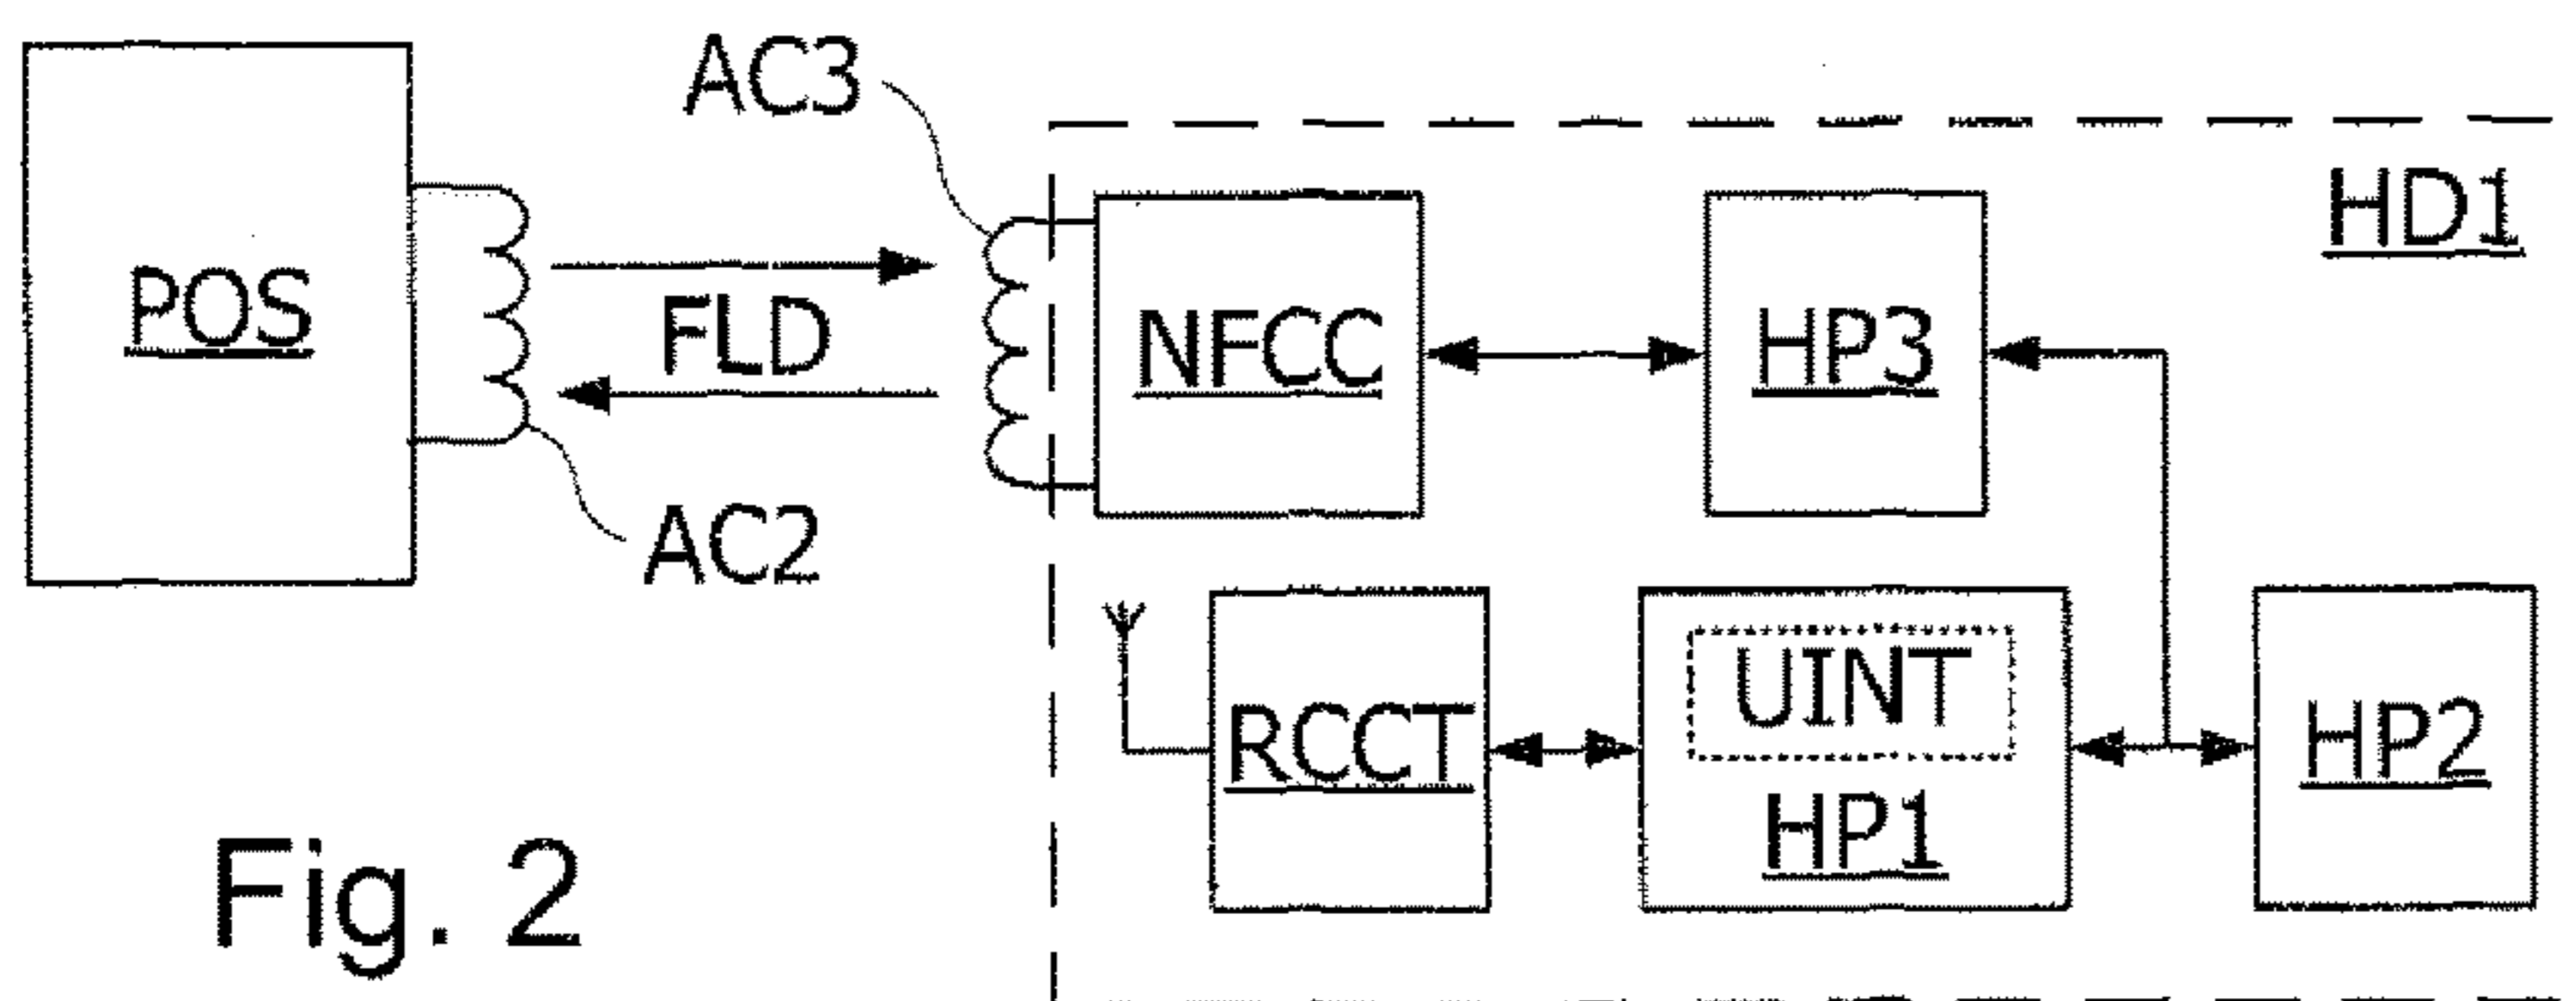 AC3
HD1
POS
FLD
NFCC
HP3
AC2
UINT
RCCT
HP2
HP1
Fig. 2